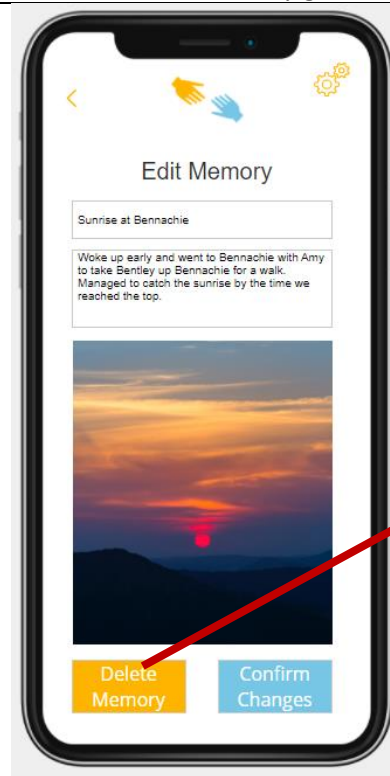 Edit Memory
Sunrise at Bennachie
Woke up early and went to Bennachie with Amy
to take Bentley up Bennachie for a walk.
Managed to catch the sunrise by the time we
reached the top.
Delete
Memory
Confirm
Changes